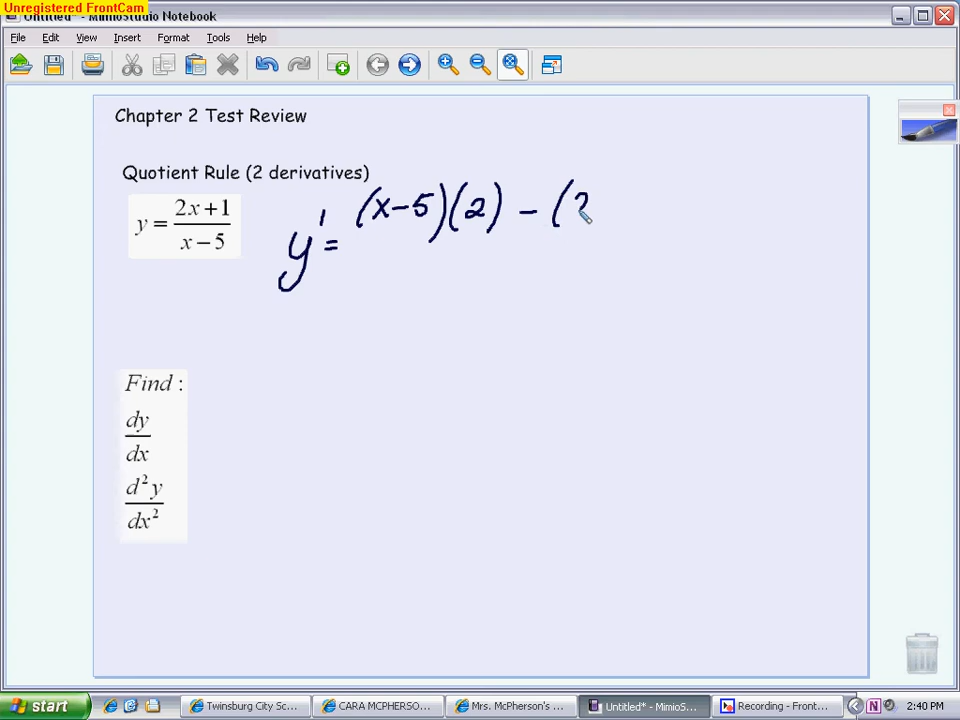 Unregistered FrontCam
Untitled* - MimioStudio Notebook
File Edit View Insert Format Tools Help
Chapter 2 Test Review
Quotient Rule (2 derivatives)
y = (2x + 1)/(x − 5)
y' = (x−5)(2) − (2
Find :
dy/dx
d²y/dx²
start
Twinsburg City Sc...
CARA MCPHERSO...
Mrs. McPherson's ...
Untitled* - MimioS...
Recording - Front...
2:40 PM